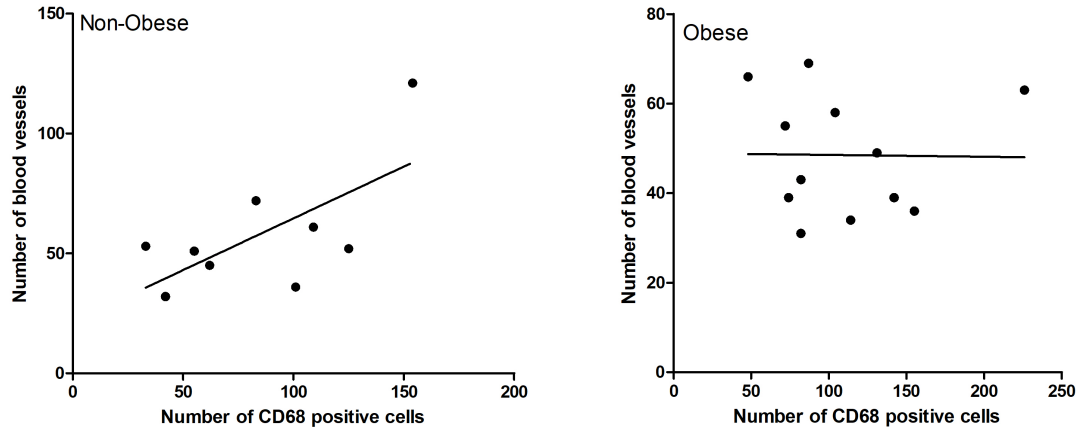 Non-Obese
150
100
50
0
Number of blood vessels
0 50 100 150 200
Number of CD68 positive cells
Obese
80
60
40
20
0
Number of blood vessels
0 50 100 150 200 250
Number of CD68 positive cells